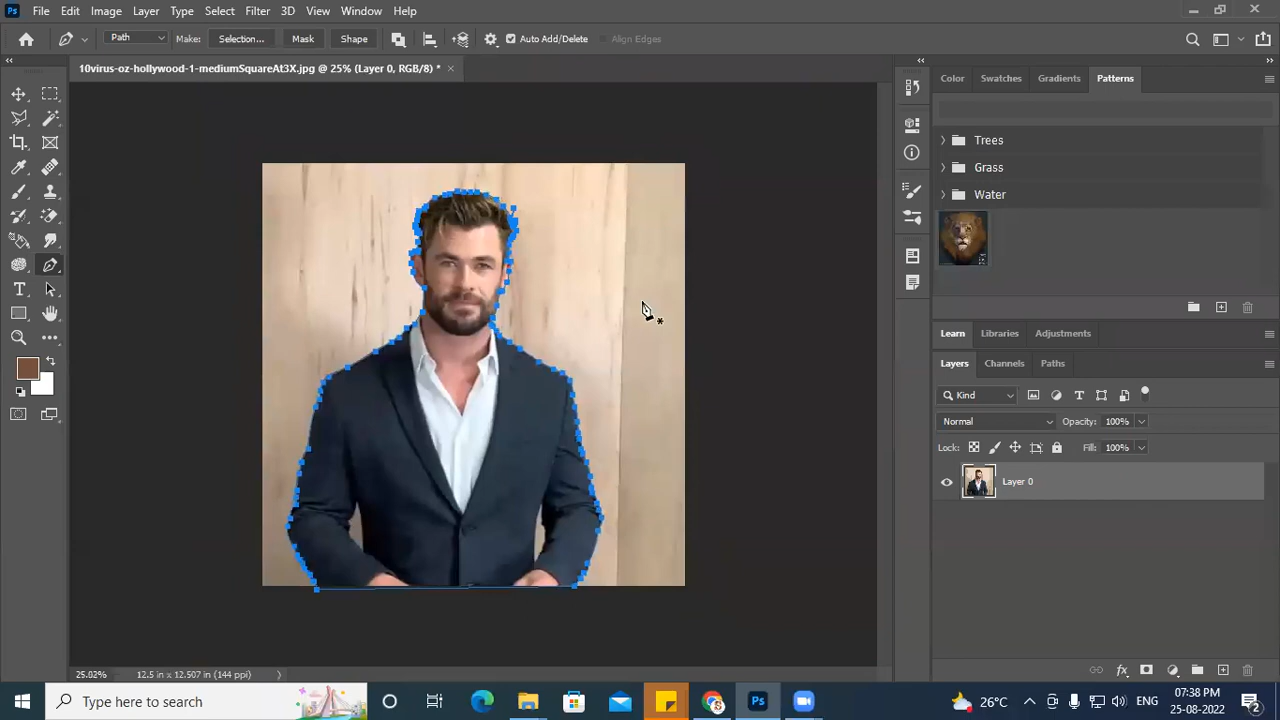 Ps File Edit Image Layer Type Select Filter 3D View Window Help
Path Make: Selection... Mask Shape Auto Add/Delete Align Edges
10virus-oz-hollywood-1-mediumSquareAt3X.jpg @ 25% (Layer 0, RGB/8) *
Color Swatches Gradients Patterns
Trees
Grass
Water
Learn Libraries Adjustments
Layers Channels Paths
Kind
Normal Opacity: 100%
Lock: Fill: 100%
Layer 0
25.02% 12.5 in x 12.507 in (144 ppi)
Type here to search
Ps
26°C
ENG
07:38 PM
25-08-2022
2